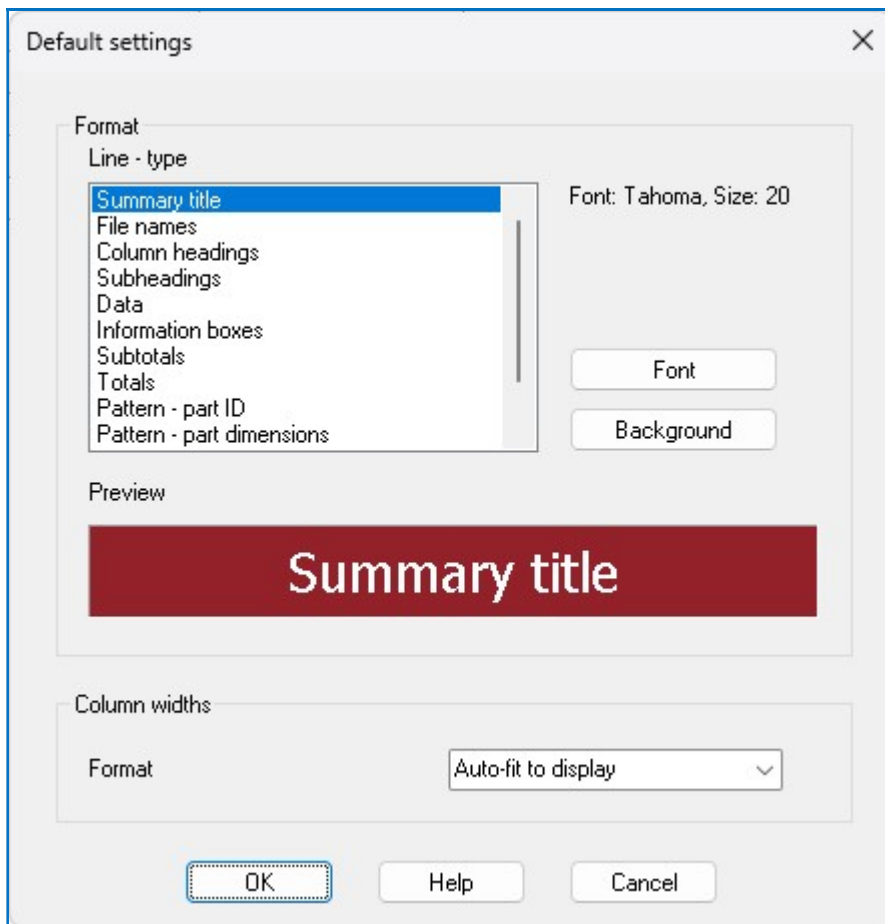 Default settings
Format
Line - type
Summary title
Font: Tahoma, Size: 20
File names
Column headings
Subheadings
Data
Information boxes
Subtotals
Totals
Pattern - part ID
Pattern - part dimensions
Font
Background
Preview
Summary title
Column widths
Format
Auto-fit to display
OK
Help
Cancel